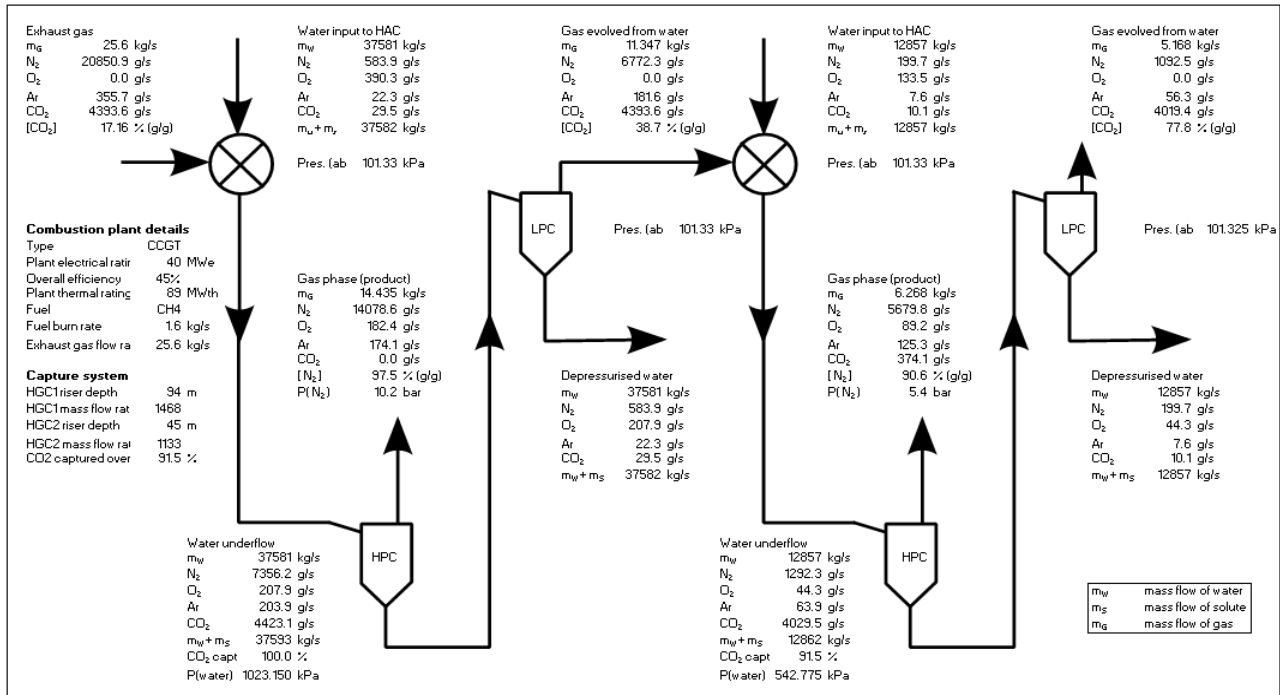 Exhaust gas
mG 25.6 kg/s
N2 20850.9 g/s
O2 0.0 g/s
Ar 355.7 g/s
CO2 4393.6 g/s
[CO2] 17.16 % (g/g)
Water input to HAC
mW 37581 kg/s
N2 583.9 g/s
O2 390.3 g/s
Ar 22.3 g/s
CO2 29.5 g/s
37582 kg/s
Pres. (ab 101.33 kPa
Gas evolved from water
mG 11.347 kg/s
N2 6772.3 g/s
O2 0.0 g/s
Ar 181.6 g/s
CO2 4393.6 g/s
[CO2] 38.7 % (g/g)
Water input to HAC
mW 12857 kg/s
N2 199.7 g/s
O2 133.5 g/s
Ar 7.6 g/s
CO2 10.1 g/s
12857 kg/s
Pres. (ab 101.33 kPa
Gas evolved from water
mG 5.168 kg/s
N2 1092.5 g/s
O2 0.0 g/s
Ar 56.3 g/s
CO2 4019.4 g/s
[CO2] 77.8 % (g/g)
LPC
Pres. (ab 101.33 kPa
LPC
Pres. (ab 101.325 kPa
Combustion plant details
Type CCGT
Plant electrical ratir 40 MWe
Overall efficiency 45%
Plant thermal rating 89 MWth
Fuel CH4
Fuel burn rate 1.6 kg/s
Exhaust gas flow ra 25.6 kg/s
Capture system
HGC1 riser depth 94 m
HGC1 mass flow rat 1468
HGC2 riser depth 45 m
HGC2 mass flow rat 1133
CO2 captured over 91.5 %
Gas phase (product)
mG 14.435 kg/s
N2 14078.6 g/s
O2 182.4 g/s
Ar 174.1 g/s
CO2 0.0 g/s
[N2] 97.5 % (g/g)
P(N2) 10.2 bar
Depressurised water
mW 37581 kg/s
N2 583.9 g/s
O2 207.9 g/s
Ar 22.3 g/s
CO2 29.5 g/s
mW + mS 37582 kg/s
Gas phase (product)
mG 6.268 kg/s
N2 5679.8 g/s
O2 89.2 g/s
Ar 125.3 g/s
CO2 374.1 g/s
[N2] 90.6 % (g/g)
P(N2) 5.4 bar
Depressurised water
mW 12857 kg/s
N2 199.7 g/s
O2 44.3 g/s
Ar 7.6 g/s
CO2 10.1 g/s
mW + mS 12857 kg/s
HPC
Water underflow
mW 37581 kg/s
N2 7356.2 g/s
O2 207.9 g/s
Ar 203.9 g/s
CO2 4423.1 g/s
mW + mS 37593 kg/s
CO2 capt 100.0 %
P(water) 1023.150 kPa
HPC
Water underflow
mW 12857 kg/s
N2 1292.3 g/s
O2 44.3 g/s
Ar 63.9 g/s
CO2 4029.5 g/s
mW + mS 12862 kg/s
CO2 capt 91.5 %
P(water) 542.775 kPa
mW mass flow of water
mS mass flow of solute
mG mass flow of gas